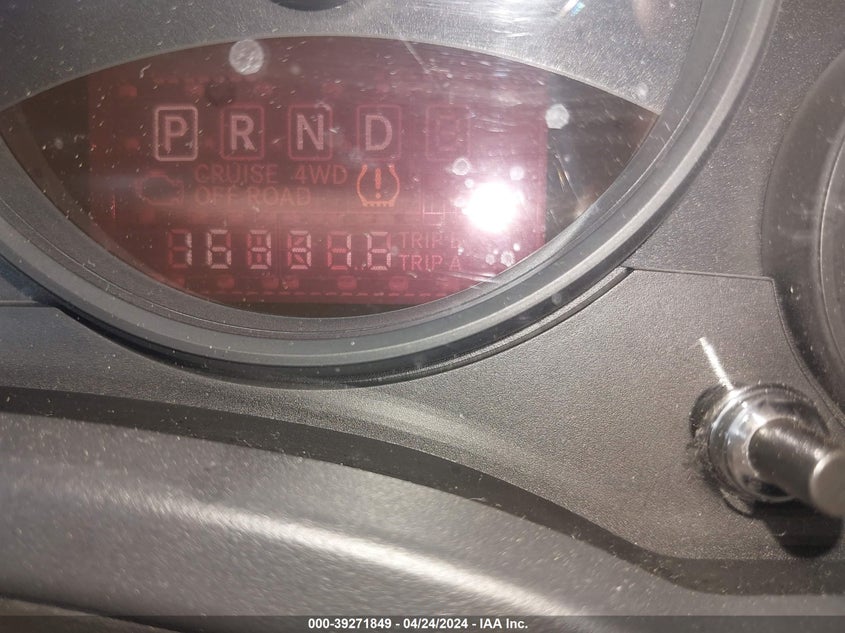 P R N D
CRUISE 4WD
OFF ROAD
TRIP B
TRIP A
000-39271849 - 04/24/2024 - IAA Inc.